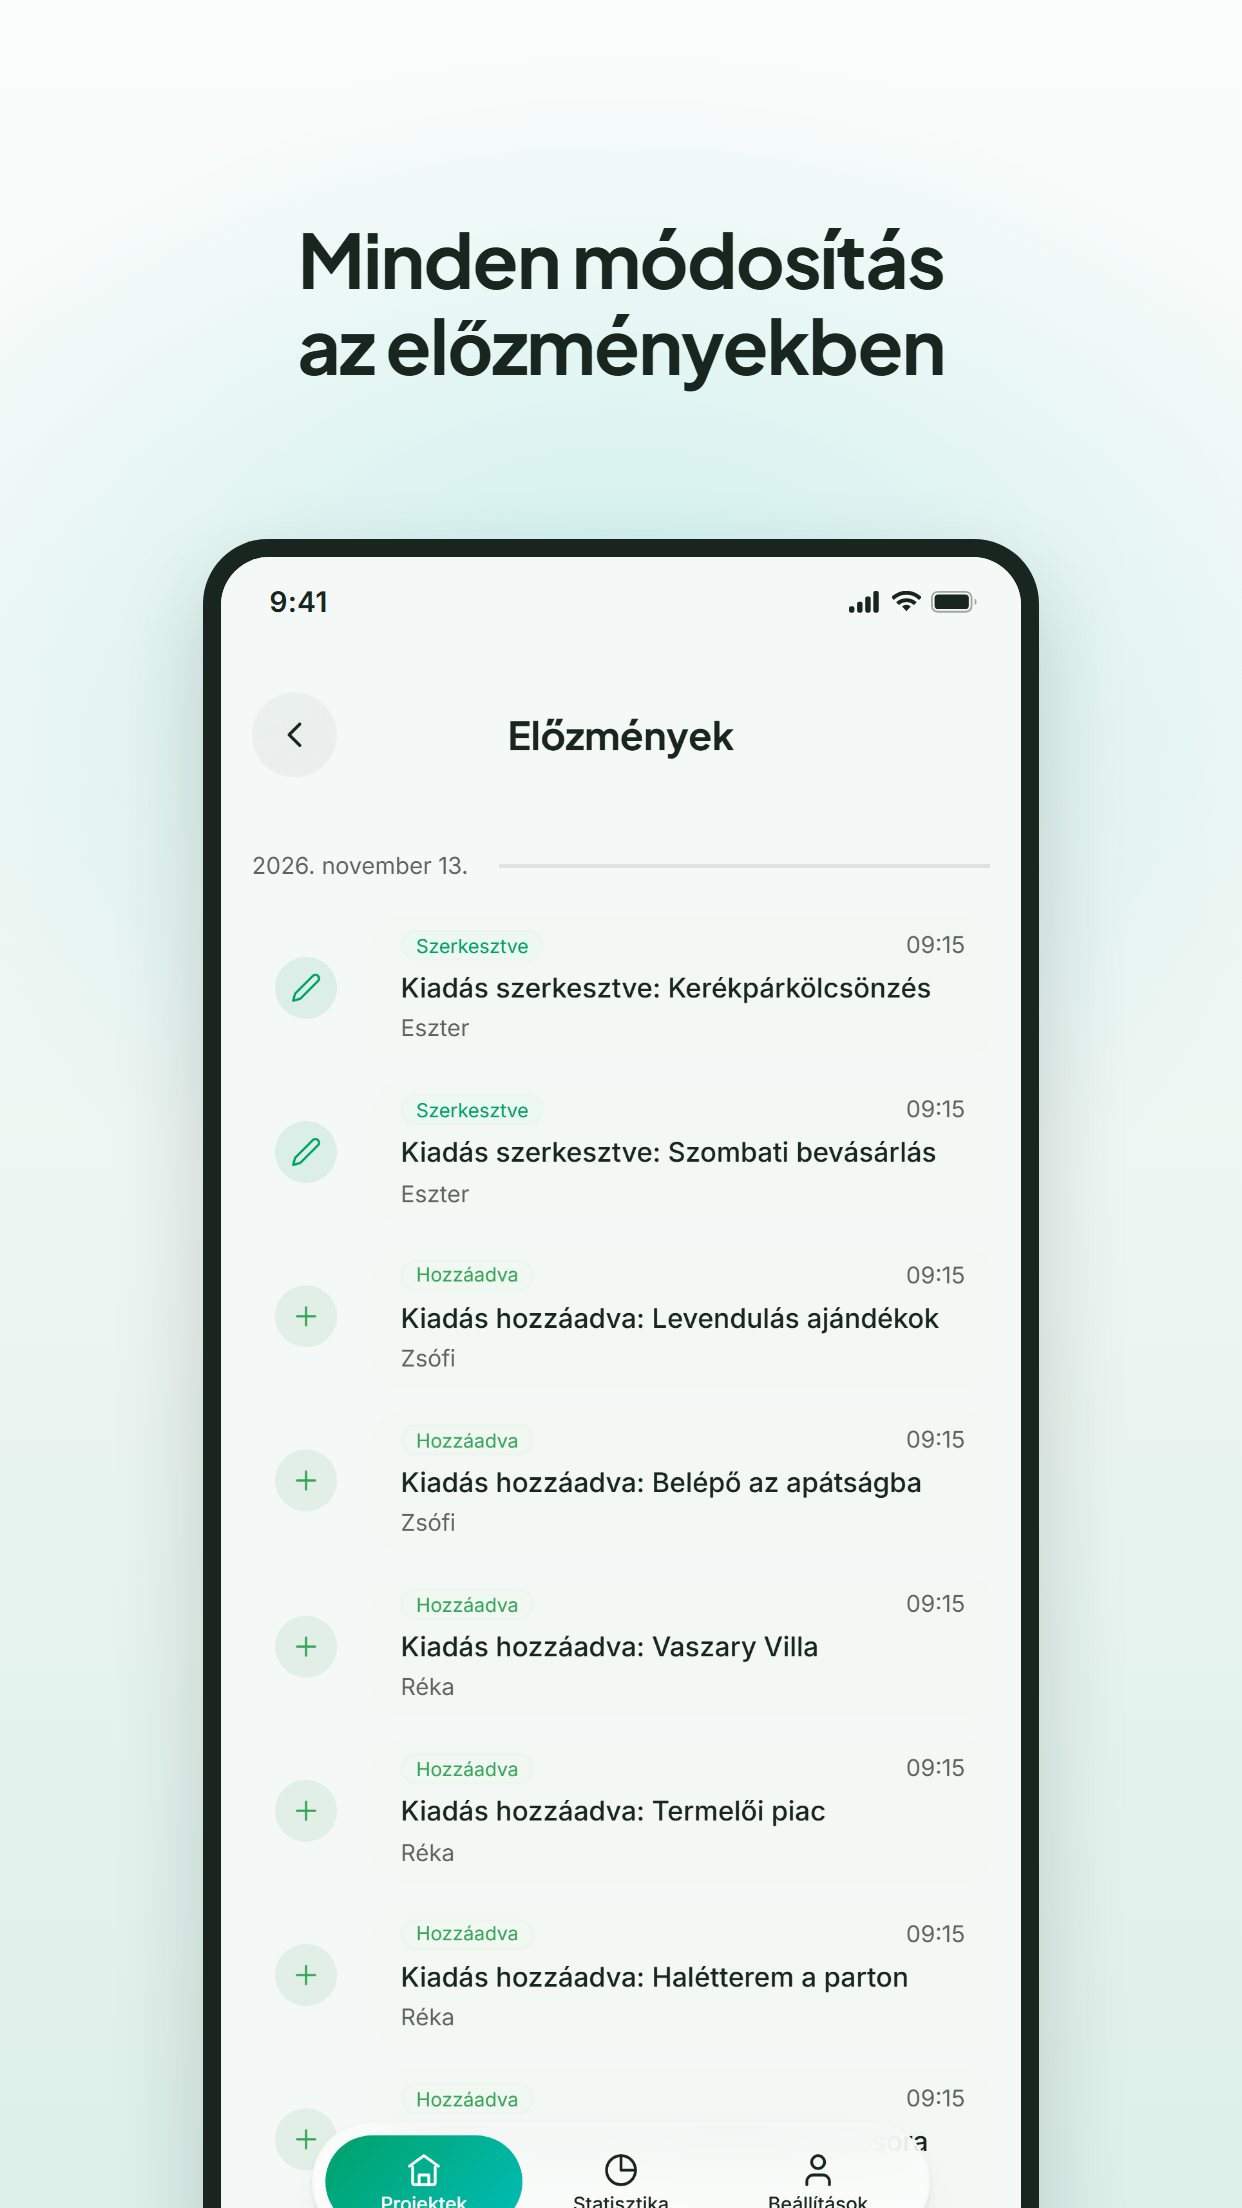 Minden módosítás
az előzményekben
9:41
Előzmények
2026. november 13.
Szerkesztve 09:15
Kiadás szerkesztve: Kerékpárkölcsönzés
Eszter
Szerkesztve 09:15
Kiadás szerkesztve: Szombati bevásárlás
Eszter
Hozzáadva 09:15
Kiadás hozzáadva: Levendulás ajándékok
Zsófi
Hozzáadva 09:15
Kiadás hozzáadva: Belépő az apátságba
Zsófi
Hozzáadva 09:15
Kiadás hozzáadva: Vaszary Villa
Réka
Hozzáadva 09:15
Kiadás hozzáadva: Termelői piac
Réka
Hozzáadva 09:15
Kiadás hozzáadva: Halétterem a parton
Réka
Hozzáadva 09:15
Projektek Statisztika Beállítások